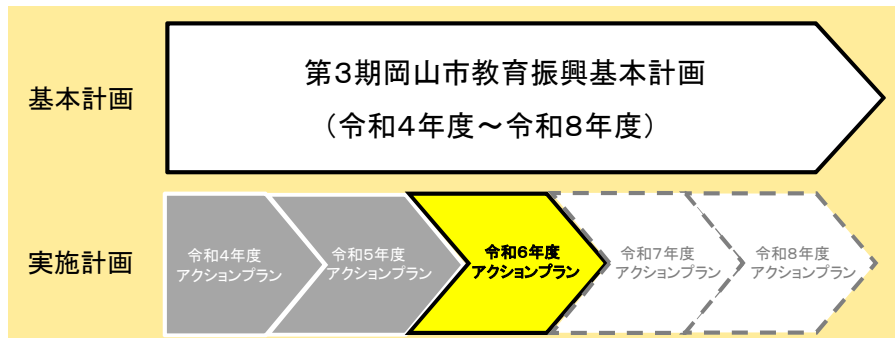 基本計画
第3期岡山市教育振興基本計画
（令和4年度～令和8年度）
実施計画
令和4年度
アクションプラン
令和5年度
アクションプラン
令和6年度
アクションプラン
令和7年度
アクションプラン
令和8年度
アクションプラン